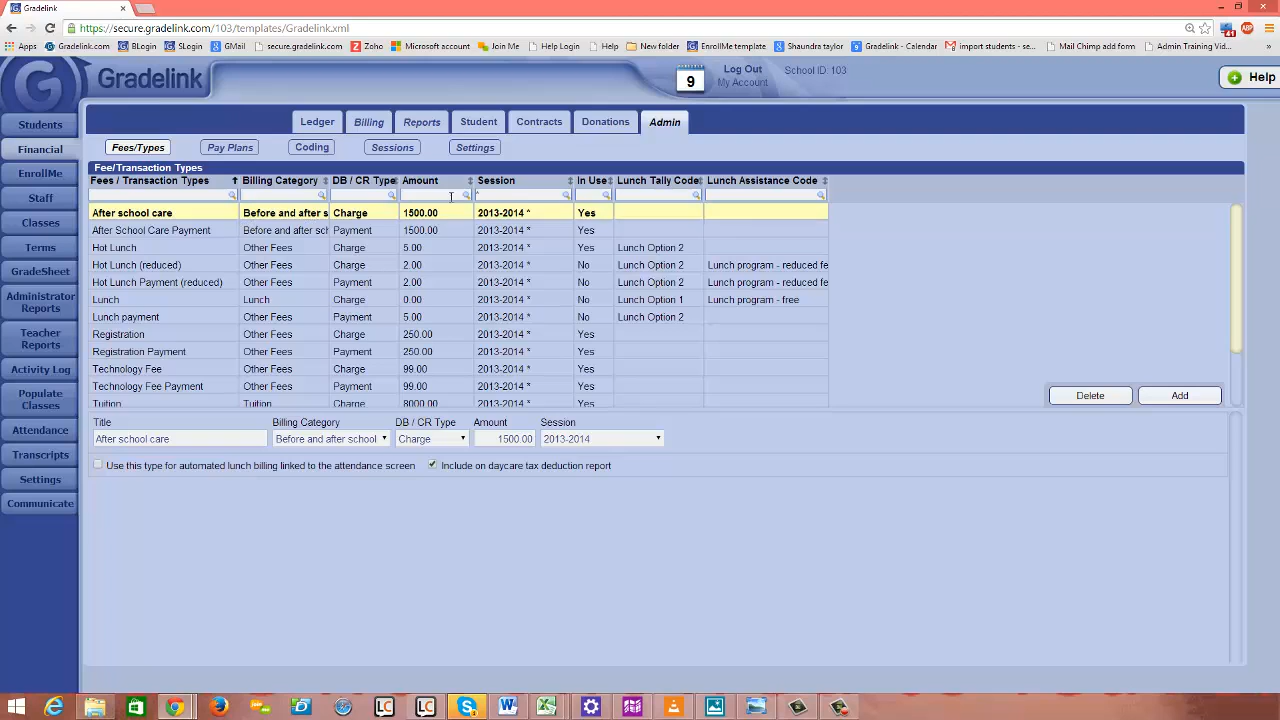 Gradelink
https://secure.gradelink.com/103/templates/Gradelink.xml
Apps Gradelink.com BLogin SLogin GMail secure.gradelink.com Zoho Microsoft account Join Me Help Login Help New folder EnrollMe template Shaundra taylor Gradelink - Calendar import students - se... Mail Chimp add form Admin Training Vid... »
41 ABP
G Gradelink
9
Log Out
My Account
School ID: 103
Help
Students
Financial
EnrollMe
Staff
Classes
Terms
GradeSheet
Administrator
Reports
Teacher
Reports
Activity Log
Populate
Classes
Attendance
Transcripts
Settings
Communicate
Ledger Billing Reports Student Contracts Donations Admin
Fees/Types Pay Plans Coding Sessions Settings
Fee/Transaction Types
Fees / Transaction Types Billing Category DB / CR Type Amount Session In Use Lunch Tally Code Lunch Assistance Code
*
After school care Before and after s Charge 1500.00 2013-2014 * Yes
After School Care Payment Before and after sch Payment 1500.00 2013-2014 * Yes
Hot Lunch Other Fees Charge 5.00 2013-2014 * Yes Lunch Option 2
Hot Lunch (reduced) Other Fees Charge 2.00 2013-2014 * No Lunch Option 2 Lunch program - reduced fe
Hot Lunch Payment (reduced) Other Fees Payment 2.00 2013-2014 * No Lunch Option 2 Lunch program - reduced fe
Lunch Lunch Charge 0.00 2013-2014 * No Lunch Option 1 Lunch program - free
Lunch payment Other Fees Payment 5.00 2013-2014 * No Lunch Option 2
Registration Other Fees Charge 250.00 2013-2014 * Yes
Registration Payment Other Fees Payment 250.00 2013-2014 * Yes
Technology Fee Other Fees Charge 99.00 2013-2014 * Yes
Technology Fee Payment Other Fees Payment 99.00 2013-2014 * Yes
Tuition Tuition Charge 8000.00 2013-2014 * Yes
Delete Add
Title Billing Category DB / CR Type Amount Session
After school care Before and after school Charge 1500.00 2013-2014
Use this type for automated lunch billing linked to the attendance screen Include on daycare tax deduction report